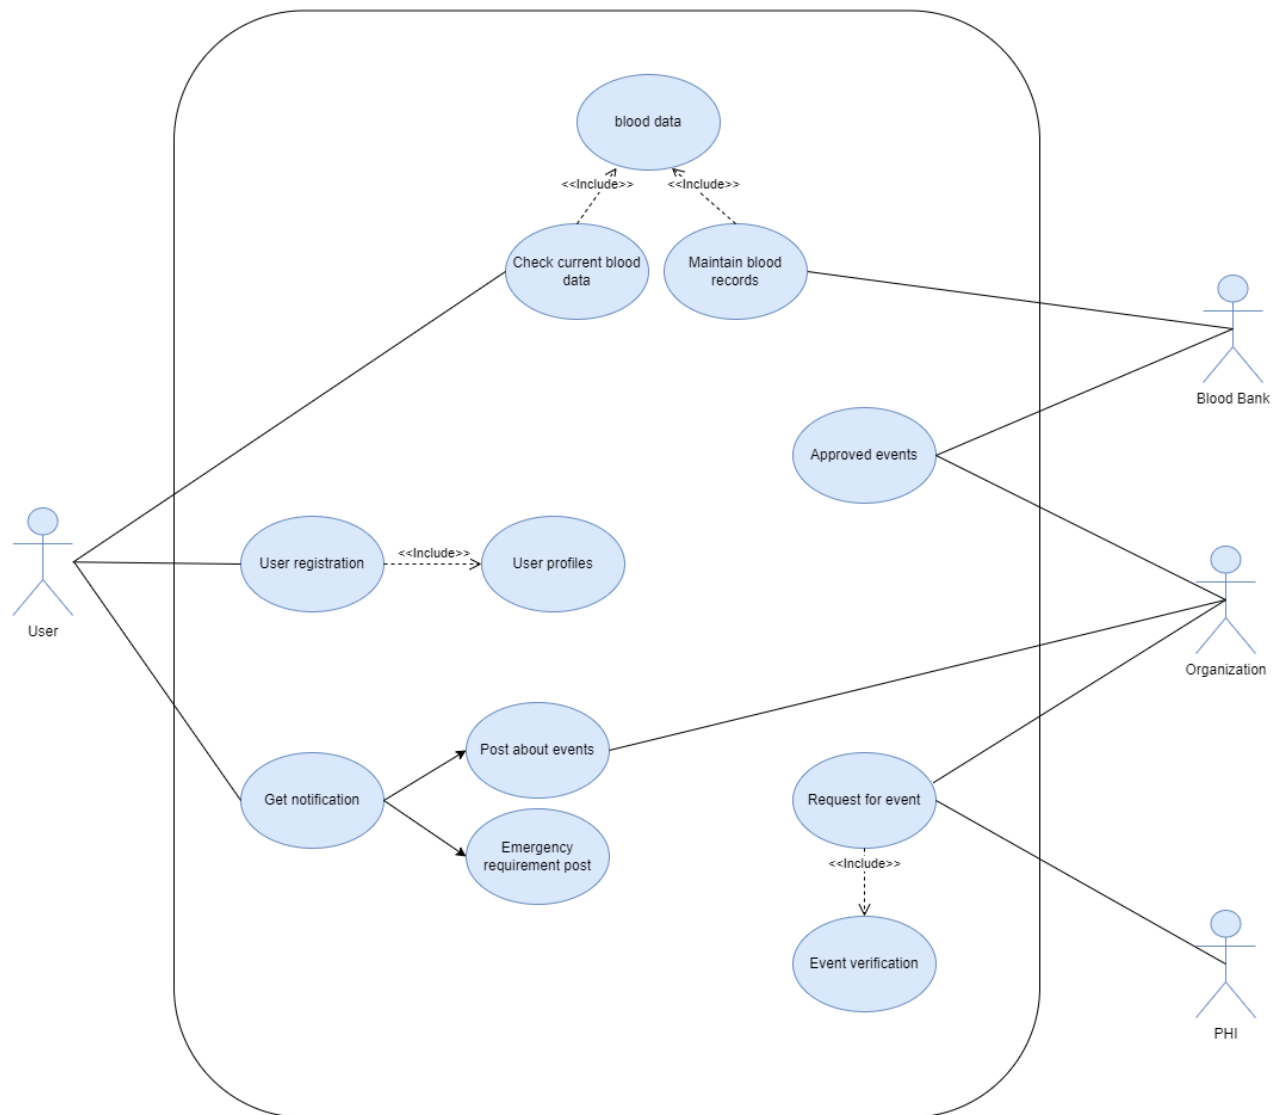 blood data
<<Include>>
<<Include>>
Check current blood
data
Maintain blood
records
Blood Bank
Approved events
User registration
<<Include>>
User profiles
User
Organization
Post about events
Get notification
Request for event
Emergency
requirement post
<<Include>>
Event verification
PHI